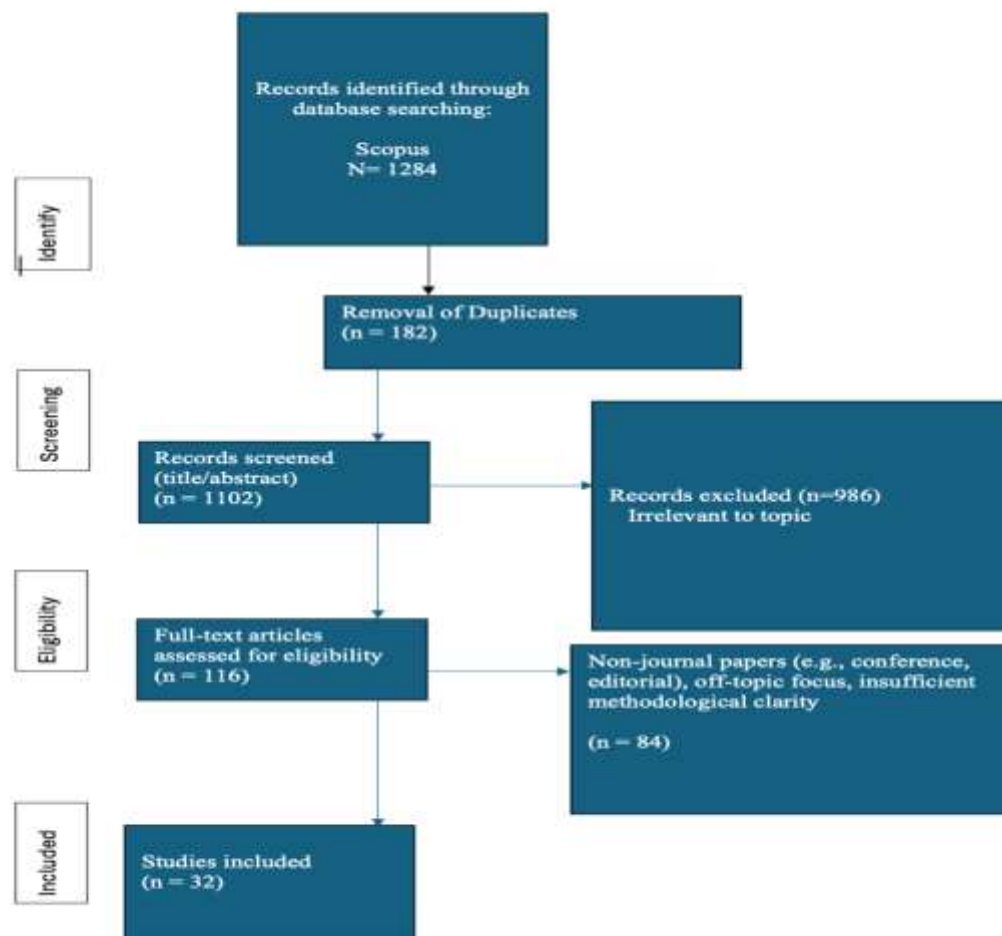 Records identified through
database searching:
Scopus
N= 1284
Identify
Removal of Duplicates
(n = 182)
Screening
Records screened
(title/abstract)
(n = 1102)
Records excluded (n=986)
Irrelevant to topic
Eligibility
Full-text articles
assessed for eligibility
(n = 116)
Non-journal papers (e.g., conference,
editorial), off-topic focus, insufficient
methodological clarity
(n = 84)
Included
Studies included
(n = 32)